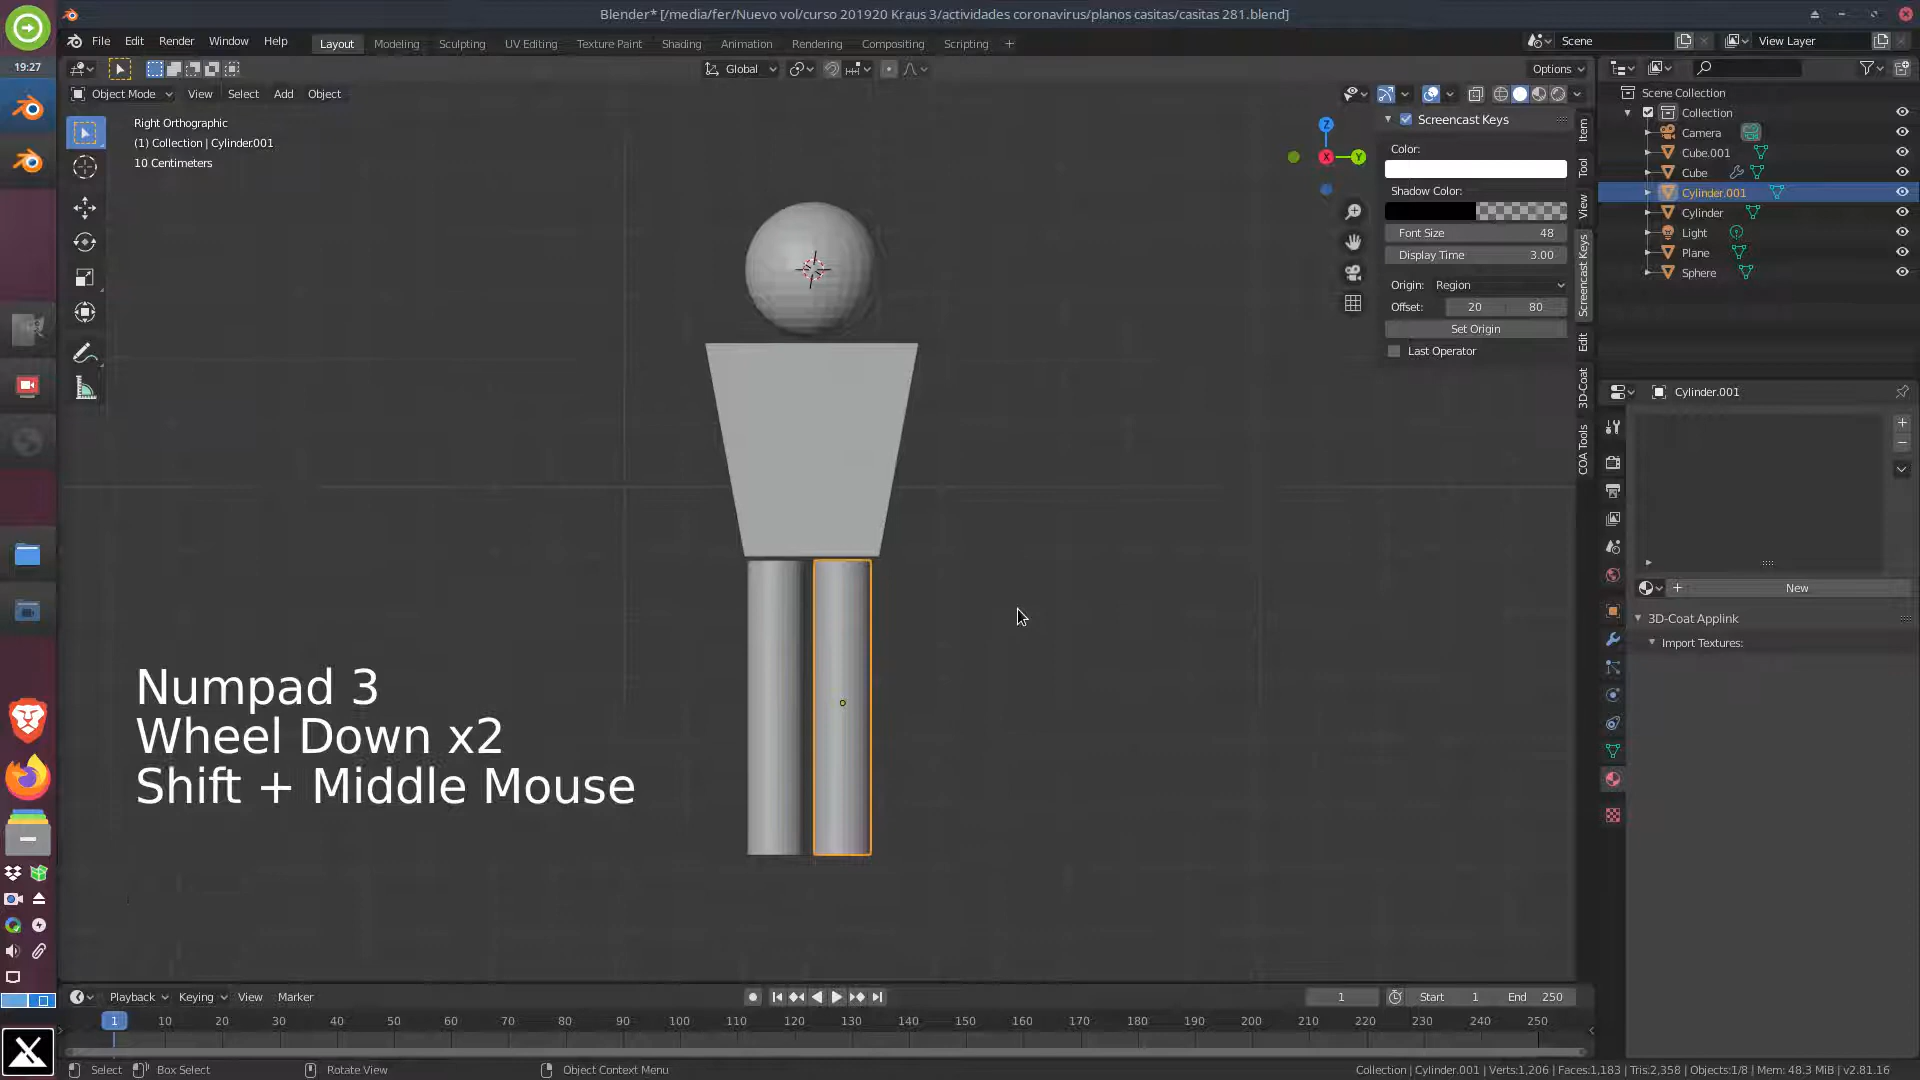 Blender* [/media/fer/Nuevo vol/curso 201920 Kraus 3/actividades coronavirus/planos casitas/casitas 281.blend]
File Edit Render Window Help
Layout Modeling Sculpting UV Editing Texture Paint Shading Animation Rendering Compositing Scripting +
Scene
View Layer
19:27
Global
Options
Object Mode View Select Add Object
Right Orthographic
(1) Collection | Cylinder.001
10 Centimeters
Z
X
Y
Screencast Keys
Color:
Shadow Color:
Font Size 48
Display Time 3.00
Origin: Region
Offset: 20 80
Set Origin
Last Operator
Item
Tool
View
Screencast Keys
Edit
3D-Coat
COA Tools
Scene Collection
Collection
Camera
Cube.001
Cube
Cylinder.001
Cylinder
Light
Plane
Sphere
Cylinder.001
New
3D-Coat Applink
Import Textures:
Numpad 3
Wheel Down x2
Shift + Middle Mouse
Playback Keying View Marker
1
Start 1
End 250
1 10 20 30 40 50 60 70 80 90 100 110 120 130 140 150 160 170 180 190 200 210 220 230 240 250
Select Box Select Rotate View Object Context Menu
Collection | Cylinder.001 | Verts:1,206 | Faces:1,183 | Tris:2,358 | Objects:1/8 | Mem: 48.3 MiB | v2.81.16